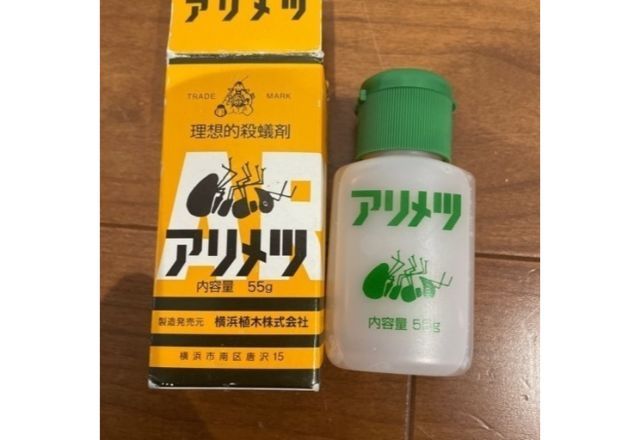 アリメツ
TRADE MARK
理想的殺蟻剤
AR
アリメツ
内容量 55g
製造発売元 横浜植木株式会社
横浜市南区唐沢15
アリメツ
内容量 55g